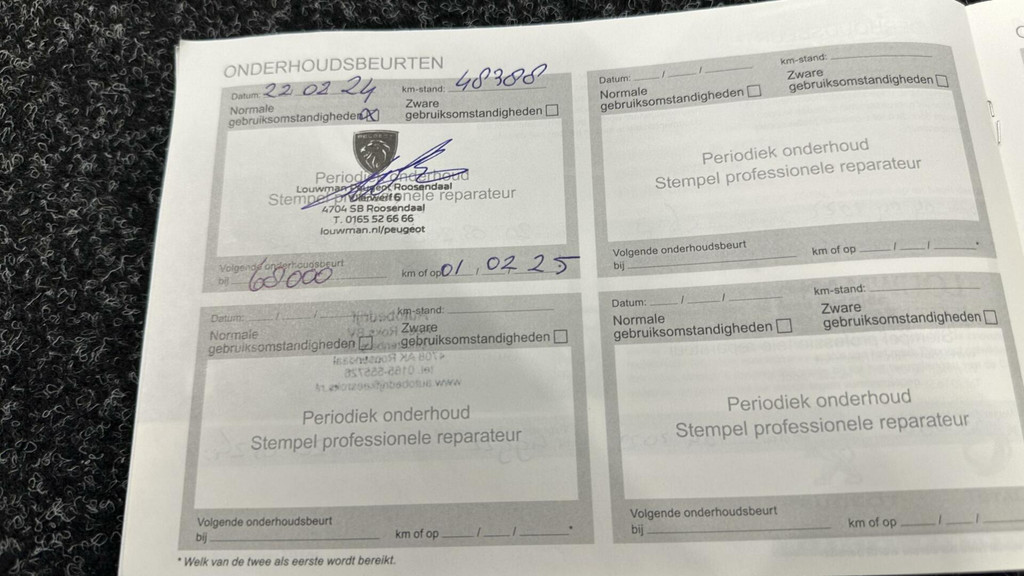 ONDERHOUDSBEURTEN
Datum: 22 02 24 km-stand: 48388
Normale gebruiksomstandigheden
Zware gebruiksomstandigheden
PEUGEOT
Periodiek onderhoud
Stempel professionele reparateur
Louwman Peugeot Roosendaal
4704 SB Roosendaal
T. 0165 52 66 66
louwman.nl/peugeot
Volgende onderhoudsbeurt
bij 68000 km of op 01 02 25
Datum: / / km-stand:
Normale gebruiksomstandigheden
Zware gebruiksomstandigheden
Periodiek onderhoud
Stempel professionele reparateur
Volgende onderhoudsbeurt
bij km of op / / *
Datum: / / km-stand:
Normale gebruiksomstandigheden
Zware gebruiksomstandigheden
Periodiek onderhoud
Stempel professionele reparateur
Volgende onderhoudsbeurt
bij km of op / / *
Datum: / / km-stand:
Normale gebruiksomstandigheden
Zware gebruiksomstandigheden
Periodiek onderhoud
Stempel professionele reparateur
Volgende onderhoudsbeurt
bij km of op / /
* Welk van de twee als eerste wordt bereikt.